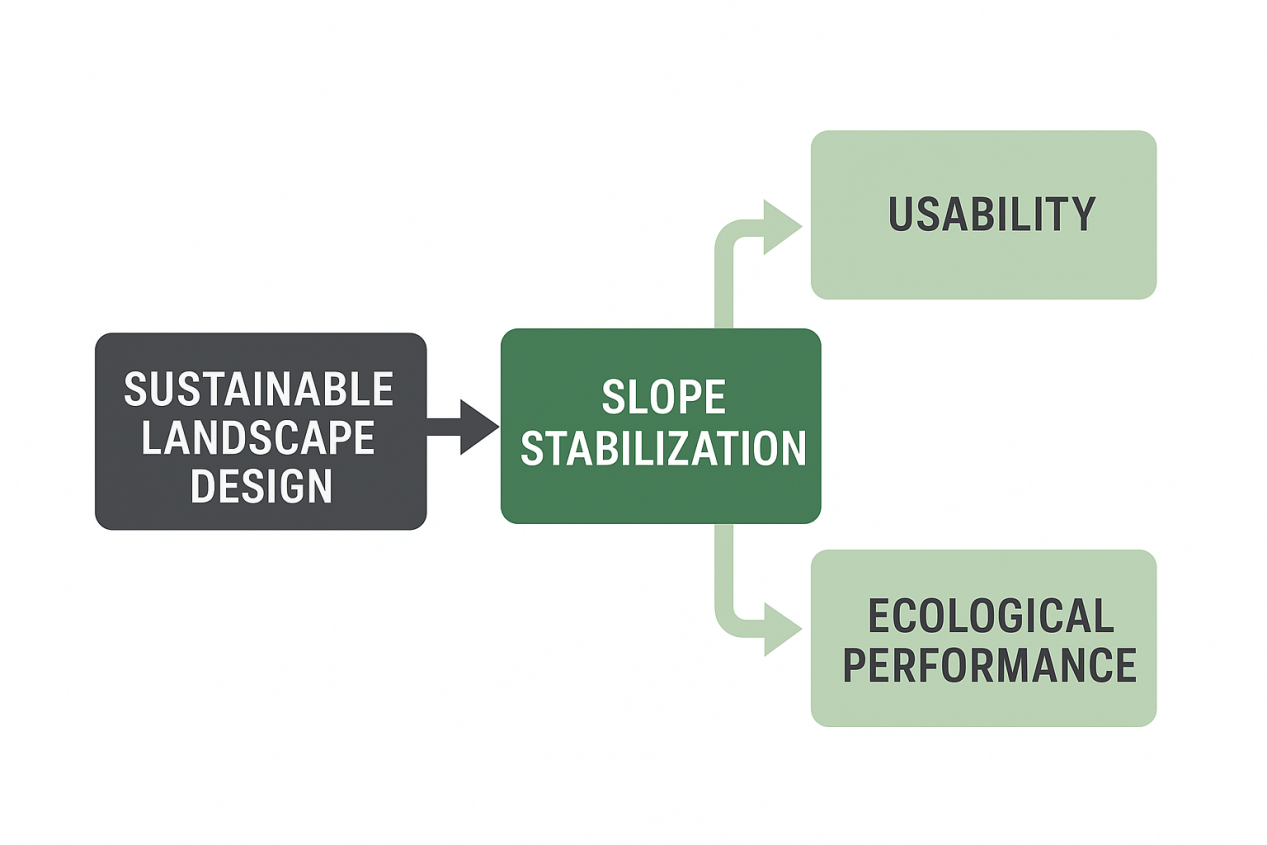 SUSTAINABLE
LANDSCAPE
DESIGN
SLOPE
STABILIZATION
USABILITY
ECOLOGICAL
PERFORMANCE